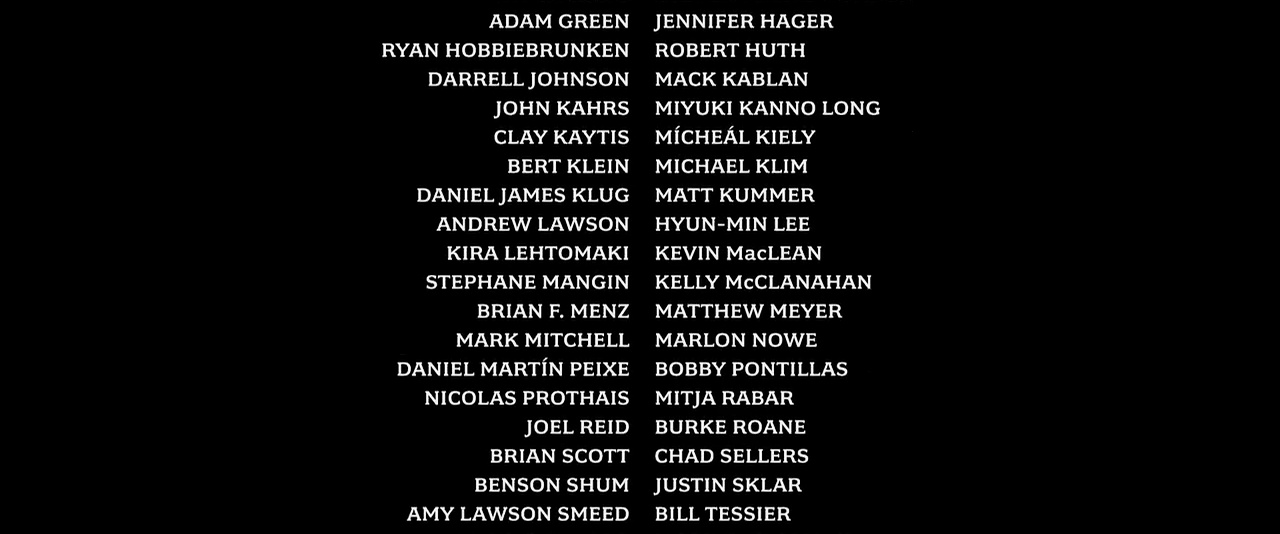 ADAM GREEN JENNIFER HAGER
RYAN HOBBIEBRUNKEN ROBERT HUTH
DARRELL JOHNSON MACK KABLAN
JOHN KAHRS MIYUKI KANNO LONG
CLAY KAYTIS MÍCHEÁL KIELY
BERT KLEIN MICHAEL KLIM
DANIEL JAMES KLUG MATT KUMMER
ANDREW LAWSON HYUN-MIN LEE
KIRA LEHTOMAKI KEVIN MacLEAN
STEPHANE MANGIN KELLY McCLANAHAN
BRIAN F. MENZ MATTHEW MEYER
MARK MITCHELL MARLON NOWE
DANIEL MARTÍN PEIXE BOBBY PONTILLAS
NICOLAS PROTHAIS MITJA RABAR
JOEL REID BURKE ROANE
BRIAN SCOTT CHAD SELLERS
BENSON SHUM JUSTIN SKLAR
AMY LAWSON SMEED BILL TESSIER